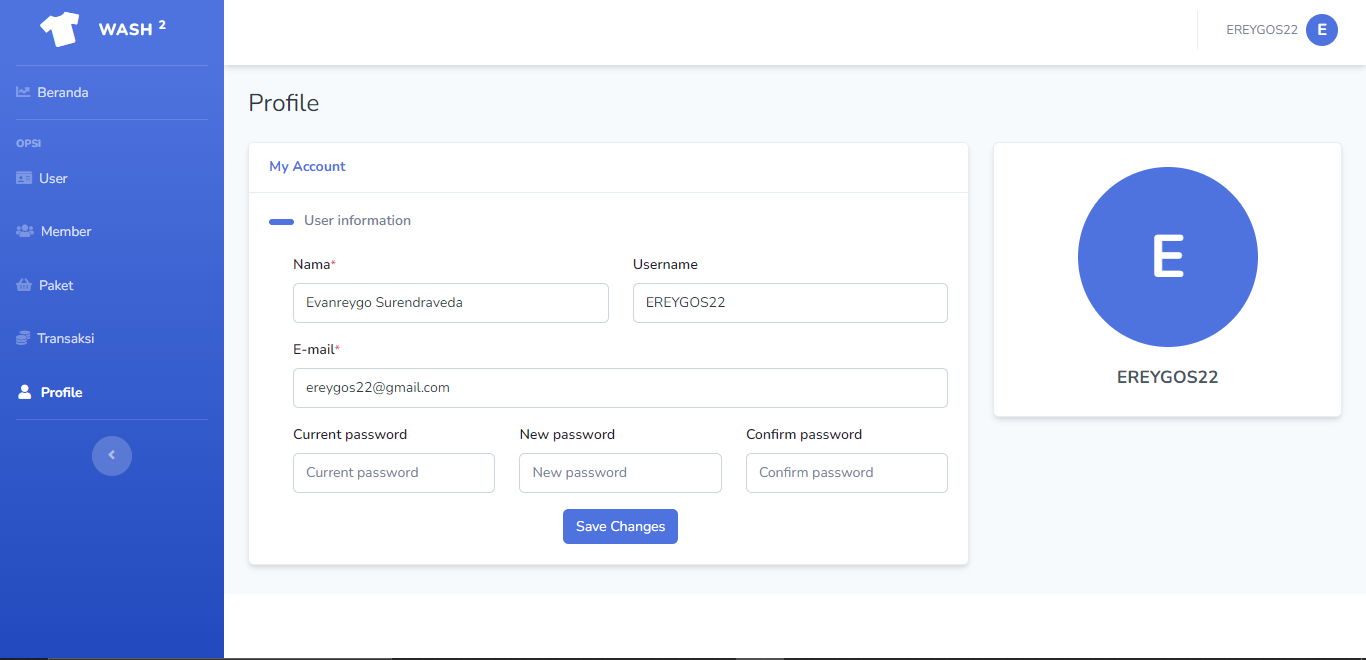 WASH 2
Beranda
OPSI
User
Member
Paket
Transaksi
Profile
EREYGOS22 E
Profile
My Account
User information
Nama* Username
Evanreygo Surendraveda EREYGOS22
E-mail*
ereygos22@gmail.com
Current password New password Confirm password
Current password New password Confirm password
Save Changes
E
EREYGOS22